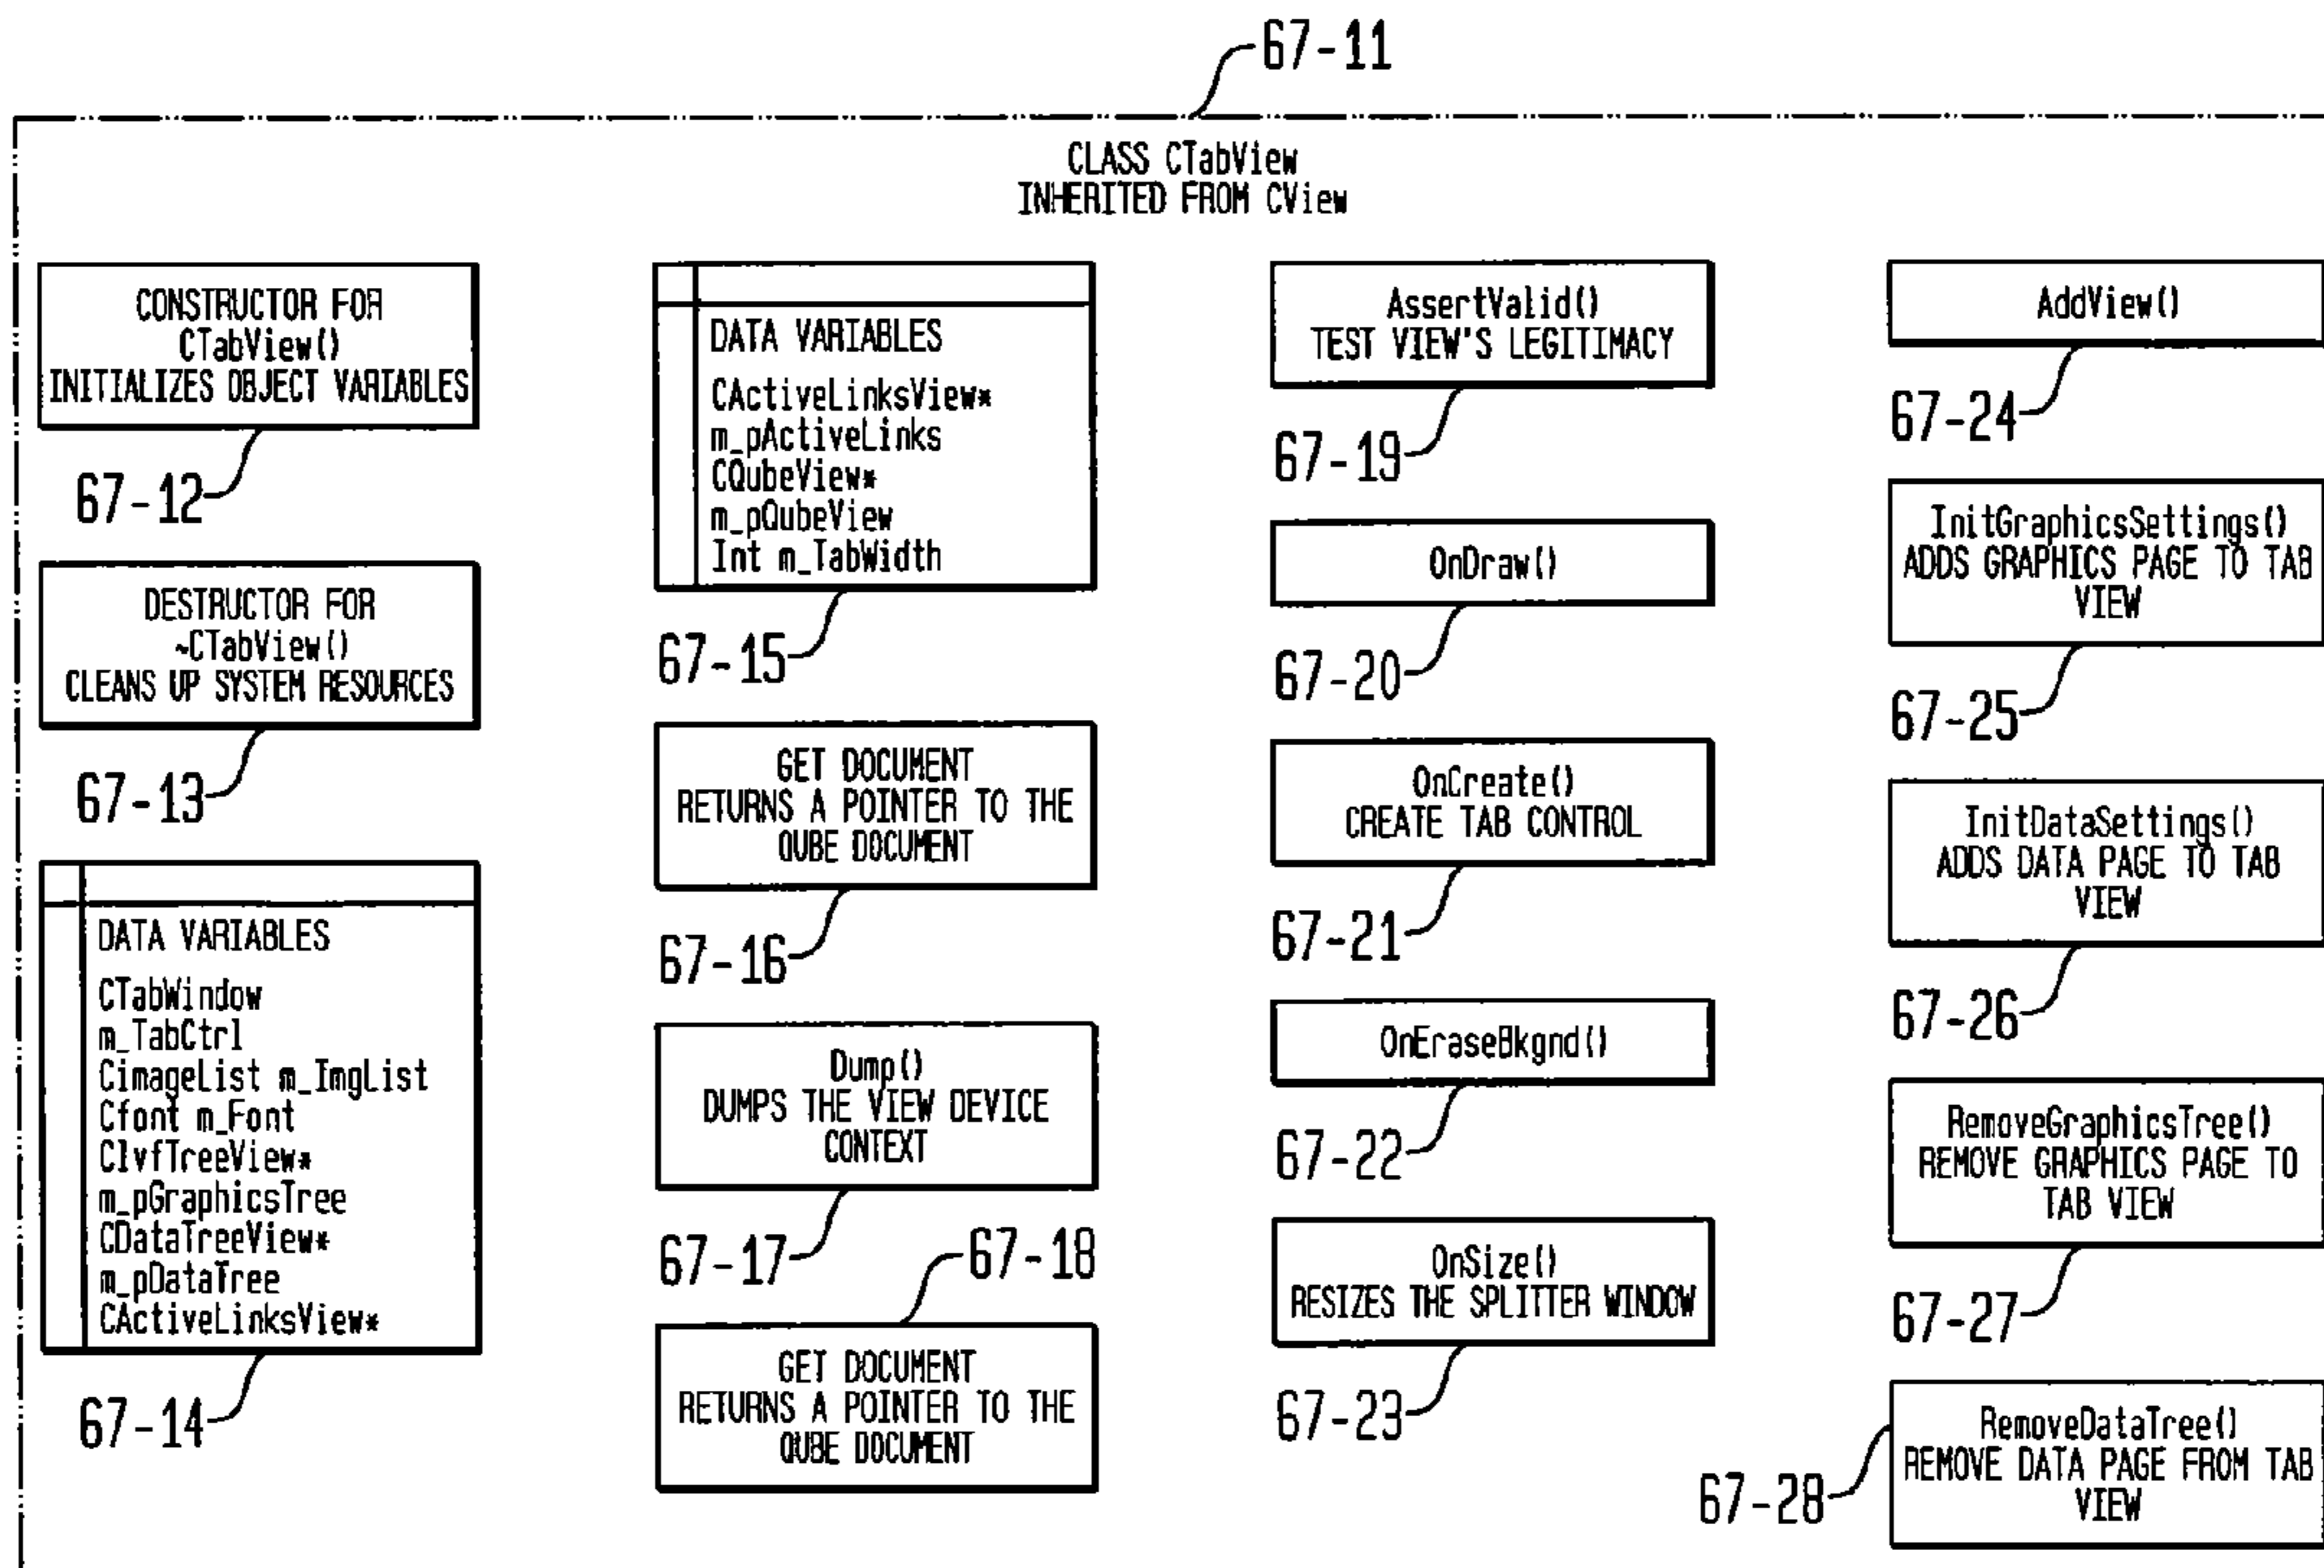 67-11
CLASS CTabView
INHERITED FROM CView
CONSTRUCTOR FOR
CTabView()
INITIALIZES OBJECT VARIABLES
67-12
DESTRUCTOR FOR
~CTabView()
CLEANS UP SYSTEM RESOURCES
67-13
DATA VARIABLES
CTabWindow
m_TabCtrl
CimageList m_ImgList
Cfont m_Font
ClvfTreeView*
m_pGraphicsTree
CDataTreeView*
m_pDataTree
CActiveLinksView*
67-14
DATA VARIABLES
CActiveLinksView*
m_pActiveLinks
CQubeView*
m_pQubeView
Int m_TabWidth
67-15
GET DOCUMENT
RETURNS A POINTER TO THE
QUBE DOCUMENT
67-16
Dump()
DUMPS THE VIEW DEVICE
CONTEXT
67-17
67-18
GET DOCUMENT
RETURNS A POINTER TO THE
QUBE DOCUMENT
AssertValid()
TEST VIEW'S LEGITIMACY
67-19
OnDraw()
67-20
OnCreate()
CREATE TAB CONTROL
67-21
OnEraseBkgnd()
67-22
OnSize()
RESIZES THE SPLITTER WINDOW
67-23
AddView()
67-24
InitGraphicsSettings()
ADDS GRAPHICS PAGE TO TAB
VIEW
67-25
InitDataSettings()
ADDS DATA PAGE TO TAB
VIEW
67-26
RemoveGraphicsTree()
REMOVE GRAPHICS PAGE TO
TAB VIEW
67-27
RemoveDataTree()
REMOVE DATA PAGE FROM TAB
VIEW
67-28